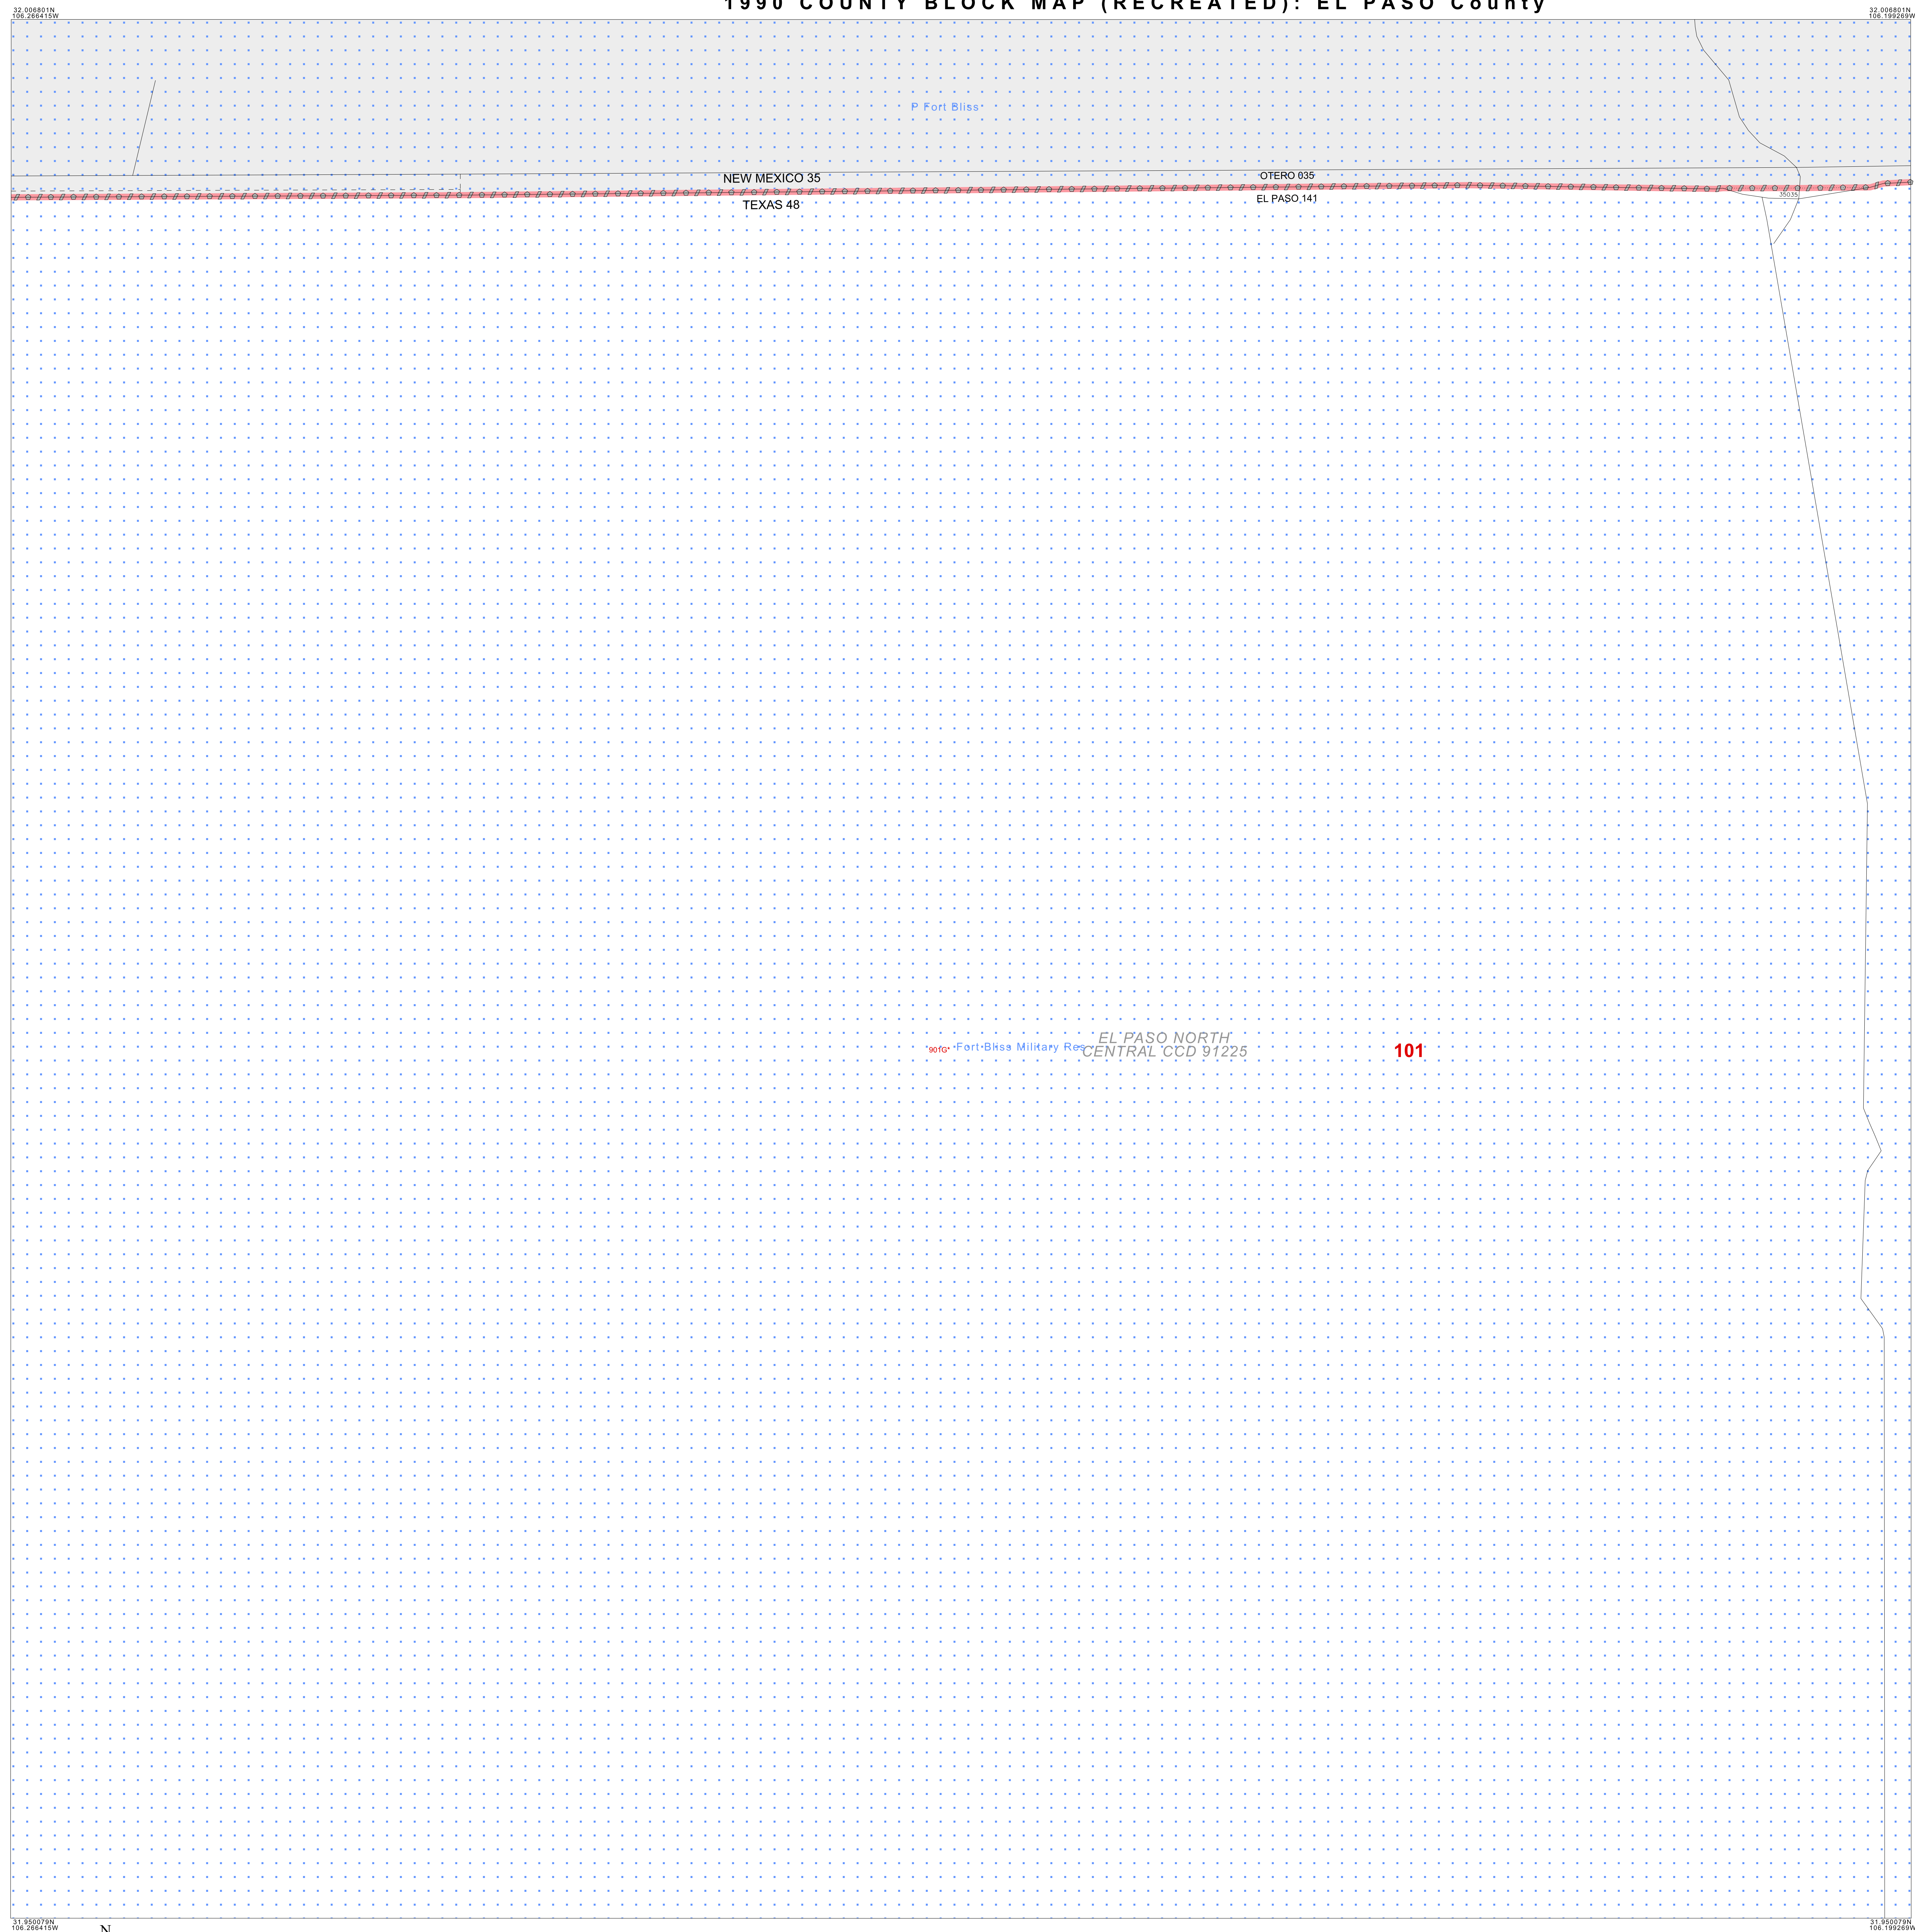 1990 COUNTY BLOCK MAP (RECREATED): EL PASO County
32.006801N
106.266415W
32.006801N
106.199269W
P Fort Bliss
NEW MEXICO 35
OTERO 035
TEXAS 48
EL PASO 141
35035
EL PASO NORTH
901G* Fort Bliss Military Res CENTRAL CCD 91225 101
31.950079N
106.266415W
N
31.950079N
106.199269W